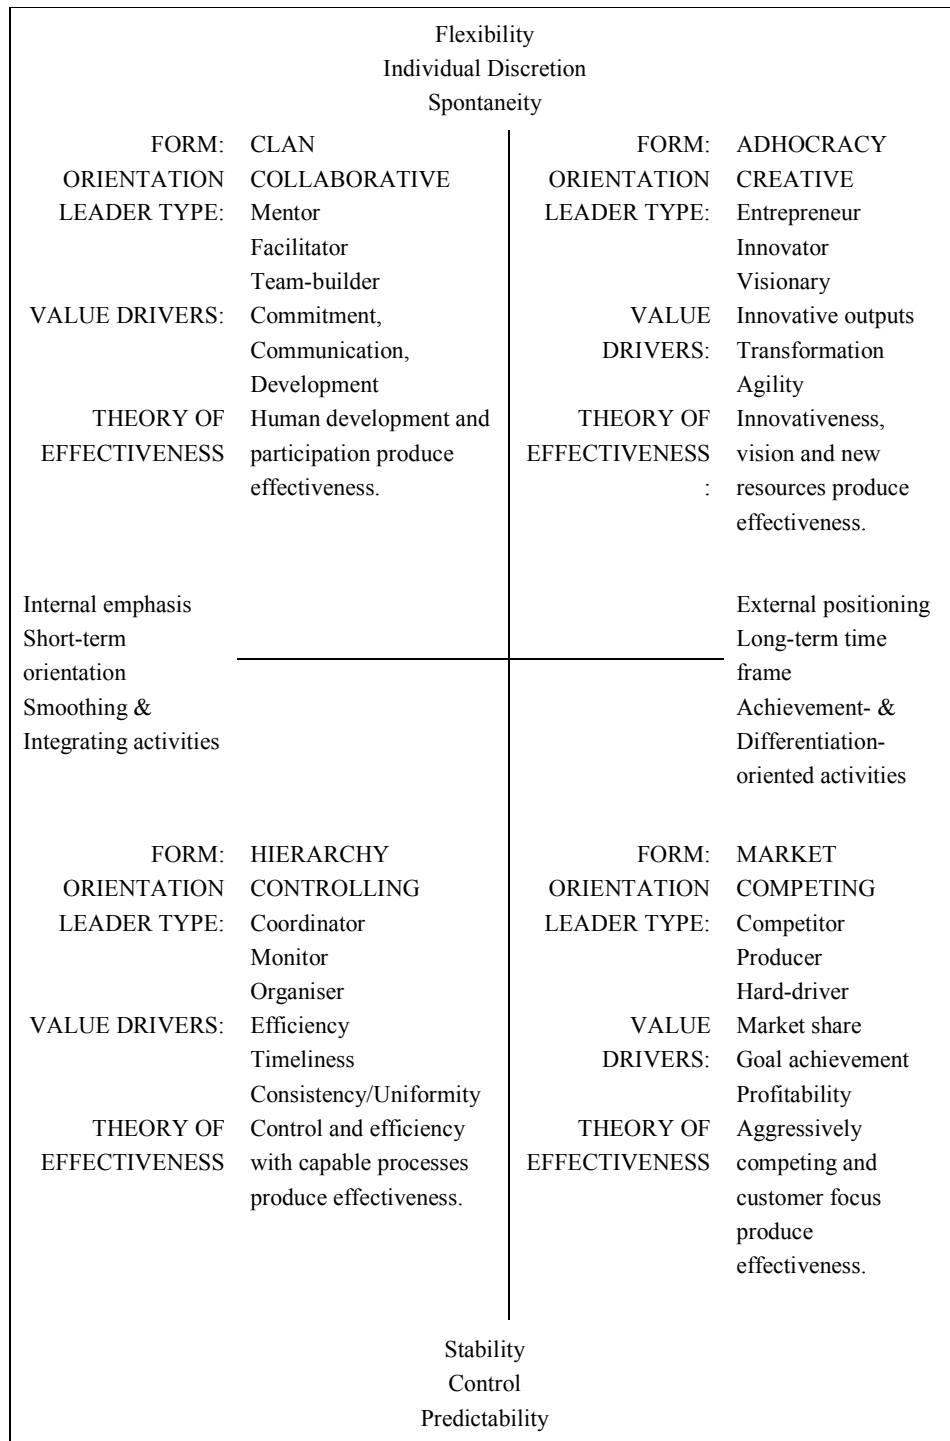 Flexibility
Individual Discretion
Spontaneity
FORM: CLAN
ORIENTATION COLLABORATIVE
LEADER TYPE: Mentor
Facilitator
Team-builder
VALUE DRIVERS: Commitment,
Communication,
Development
THEORY OF Human development and
EFFECTIVENESS participation produce
effectiveness.
FORM: ADHOCRACY
ORIENTATION CREATIVE
LEADER TYPE: Entrepreneur
Innovator
Visionary
VALUE Innovative outputs
DRIVERS: Transformation
Agility
THEORY OF Innovativeness,
EFFECTIVENESS vision and new
: resources produce
effectiveness.
Internal emphasis
Short-term
orientation
Smoothing &
Integrating activities
External positioning
Long-term time
frame
Achievement- &
Differentiation-
oriented activities
FORM: HIERARCHY
ORIENTATION CONTROLLING
LEADER TYPE: Coordinator
Monitor
Organiser
VALUE DRIVERS: Efficiency
Timeliness
Consistency/Uniformity
THEORY OF Control and efficiency
EFFECTIVENESS with capable processes
produce effectiveness.
FORM: MARKET
ORIENTATION COMPETING
LEADER TYPE: Competitor
Producer
Hard-driver
VALUE Market share
DRIVERS: Goal achievement
Profitability
THEORY OF Aggressively
EFFECTIVENESS competing and
customer focus
produce
effectiveness.
Stability
Control
Predictability